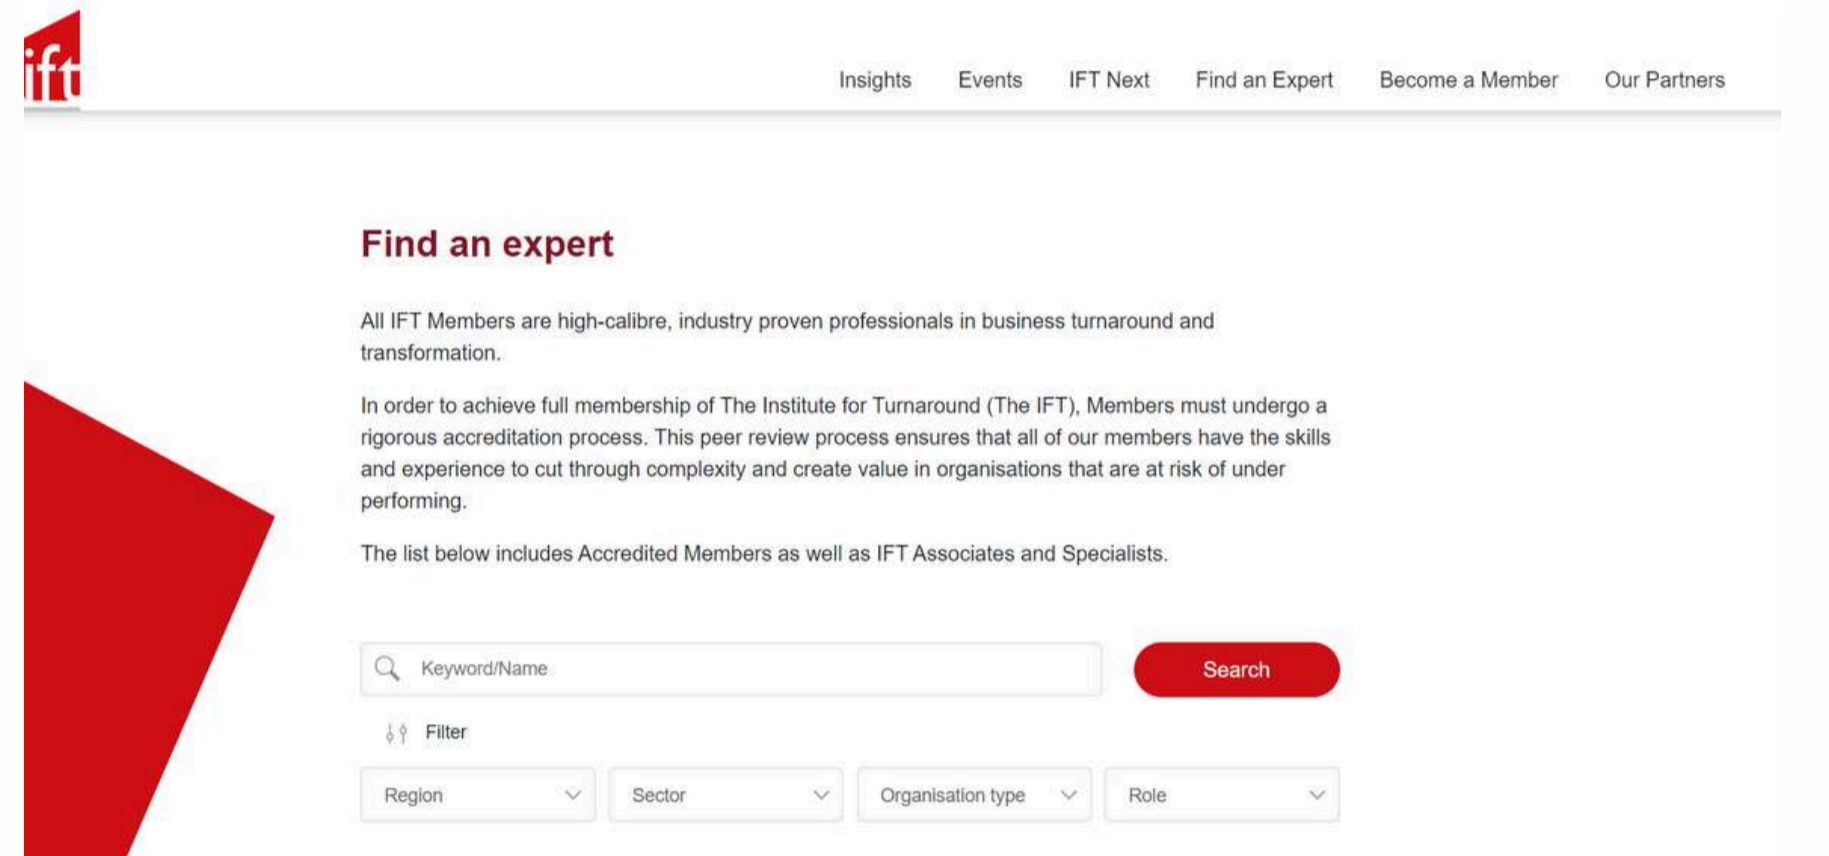 ift
Insights Events IFT Next Find an Expert Become a Member Our Partners
Find an expert
All IFT Members are high-calibre, industry proven professionals in business turnaround and
transformation.
In order to achieve full membership of The Institute for Turnaround (The IFT), Members must undergo a
rigorous accreditation process. This peer review process ensures that all of our members have the skills
and experience to cut through complexity and create value in organisations that are at risk of under
performing.
The list below includes Accredited Members as well as IFT Associates and Specialists.
Keyword/Name Search
Filter
Region Sector Organisation type Role